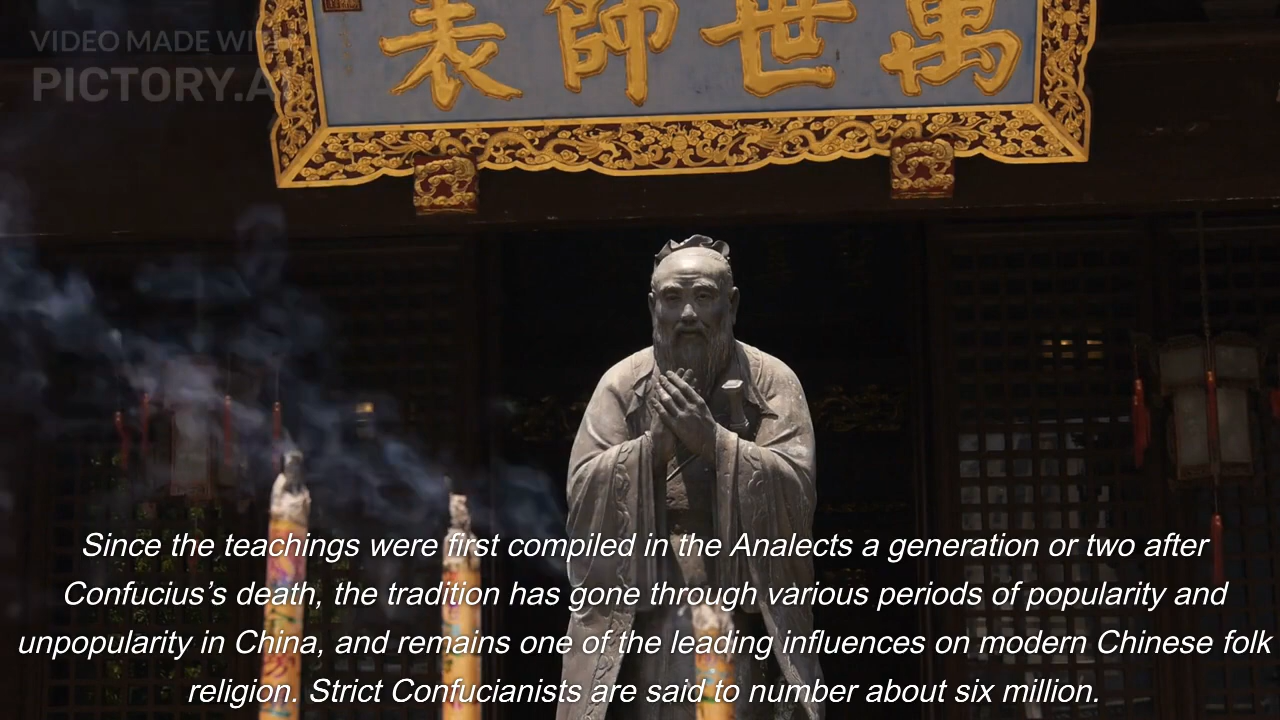 VIDEO MADE WITH
PICTORY.AI
萬世師表
Since the teachings were first compiled in the Analects a generation or two after
Confucius’s death, the tradition has gone through various periods of popularity and
unpopularity in China, and remains one of the leading influences on modern Chinese folk
religion. Strict Confucianists are said to number about six million.